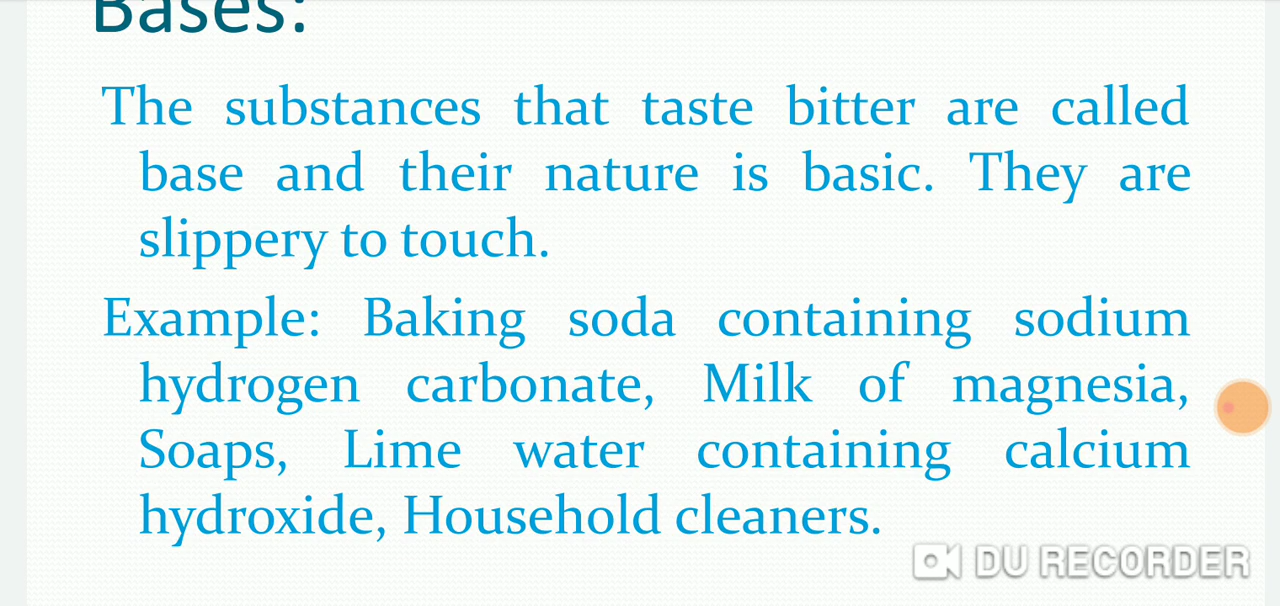 Bases:
The substances that taste bitter are called
base and their nature is basic. They are
slippery to touch.
Example: Baking soda containing sodium
hydrogen carbonate, Milk of magnesia,
Soaps, Lime water containing calcium
hydroxide, Household cleaners.
DU RECORDER